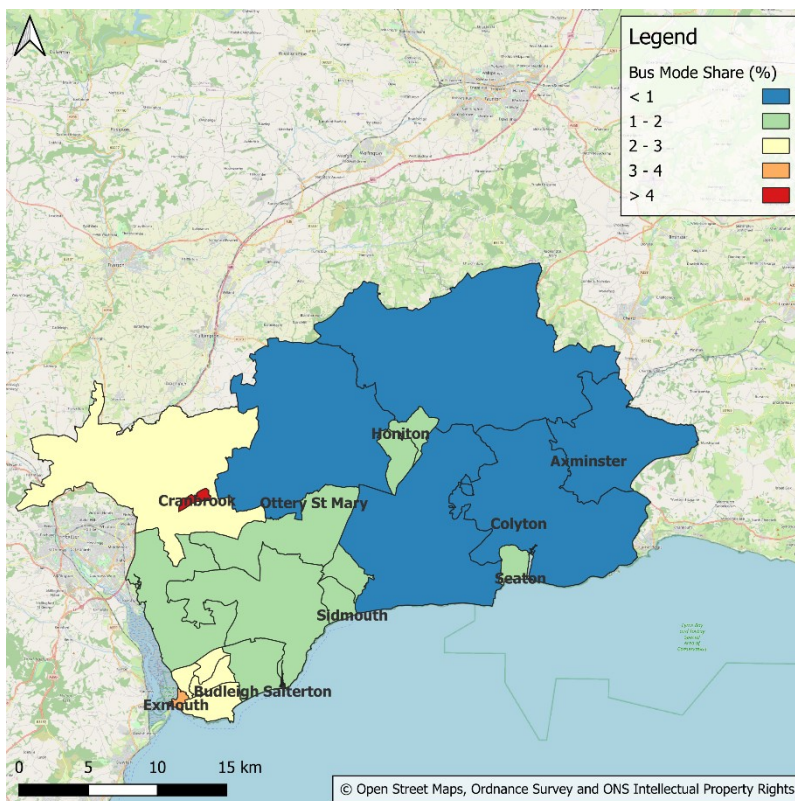 Legend
Bus Mode Share (%)
< 1
1 - 2
2 - 3
3 - 4
> 4
Honiton
Axminster
Cranbrook
Ottery St Mary
Colyton
Seaton
Sidmouth
Budleigh Salterton
Exmouth
0 5 10 15 km
© Open Street Maps, Ordnance Survey and ONS Intellectual Property Rights